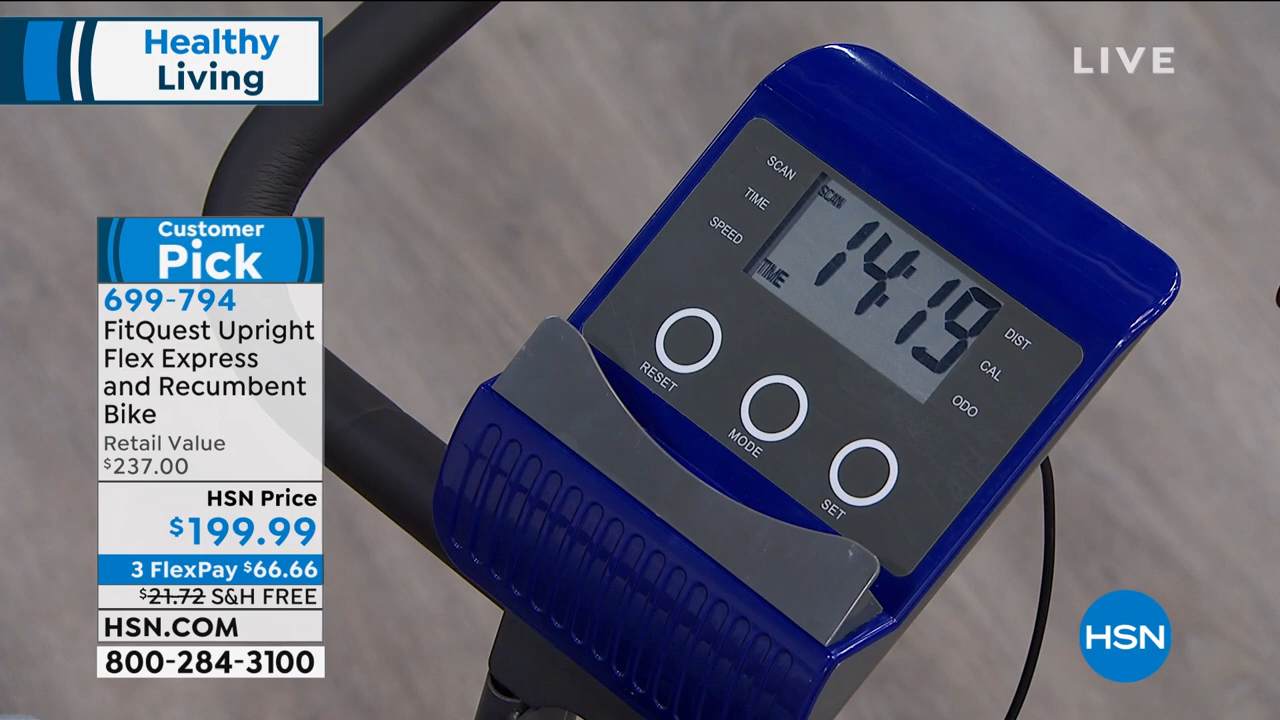 Healthy
Living
LIVE
Customer
Pick
699-794
FitQuest Upright
Flex Express
and Recumbent
Bike
Retail Value
$237.00
HSN Price
$199.99
3 FlexPay $66.66
$21.72 S&H FREE
HSN.COM
800-284-3100
SCAN
TIME
SPEED
SCAN
14:19
TIME
DIST
CAL
ODO
RESET
MODE
SET
HSN